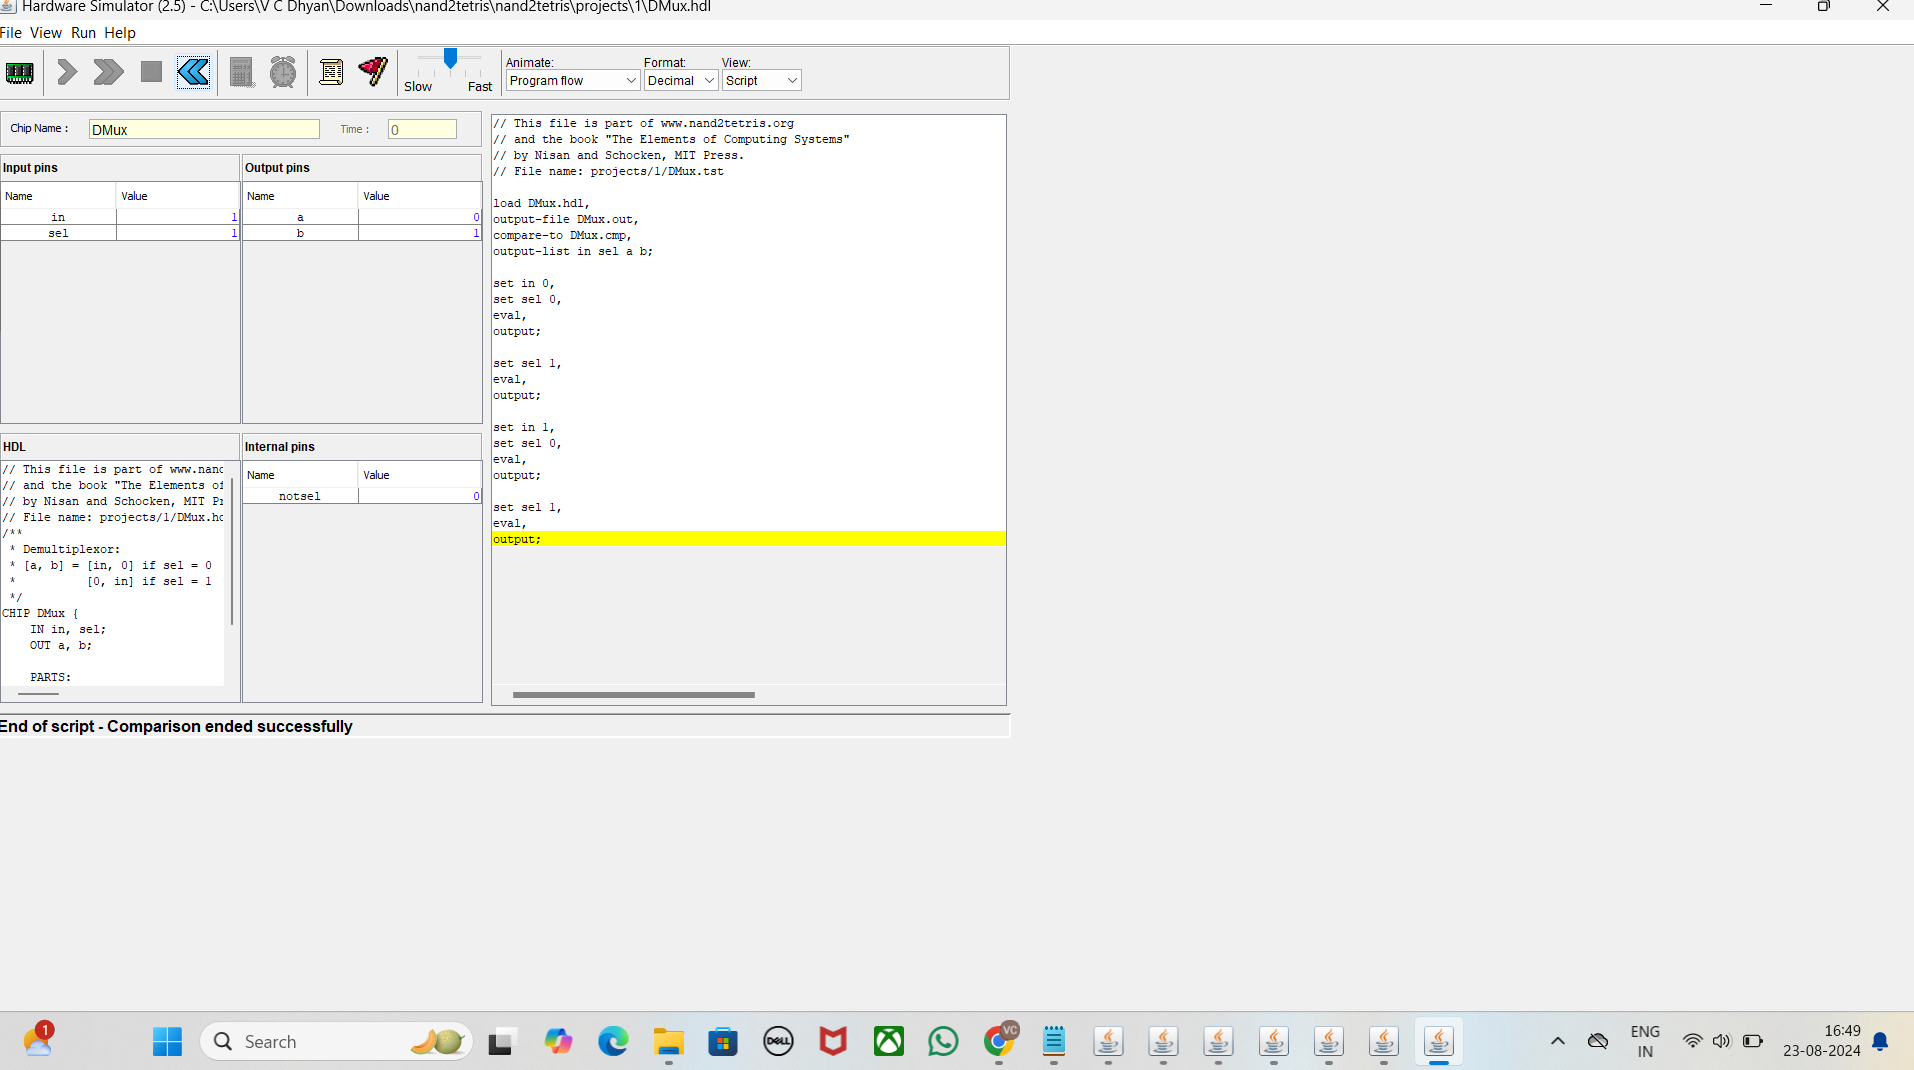 Hardware Simulator (2.5) - C:\Users\V C Dhyan\Downloads\nand2tetris\nand2tetris\projects\1\DMux.hdl
File View Run Help
Slow Fast
Animate: Format: View:
Program flow Decimal Script
Chip Name : DMux Time : 0
Input pins
Name Value
in 1
sel 1
Output pins
Name Value
a 0
b 1
HDL
// This file is part of www.nand
// and the book "The Elements of
// by Nisan and Schocken, MIT Pr
// File name: projects/1/DMux.hd
/**
* Demultiplexor:
* [a, b] = [in, 0] if sel = 0
* [0, in] if sel = 1
*/
CHIP DMux {
IN in, sel;
OUT a, b;
PARTS:
Internal pins
Name Value
notsel 0
// This file is part of www.nand2tetris.org
// and the book "The Elements of Computing Systems"
// by Nisan and Schocken, MIT Press.
// File name: projects/1/DMux.tst
load DMux.hdl,
output-file DMux.out,
compare-to DMux.cmp,
output-list in sel a b;
set in 0,
set sel 0,
eval,
output;
set sel 1,
eval,
output;
set in 1,
set sel 0,
eval,
output;
set sel 1,
eval,
output;
End of script - Comparison ended successfully
1
Search
DELL
VC
ENG
IN
16:49
23-08-2024